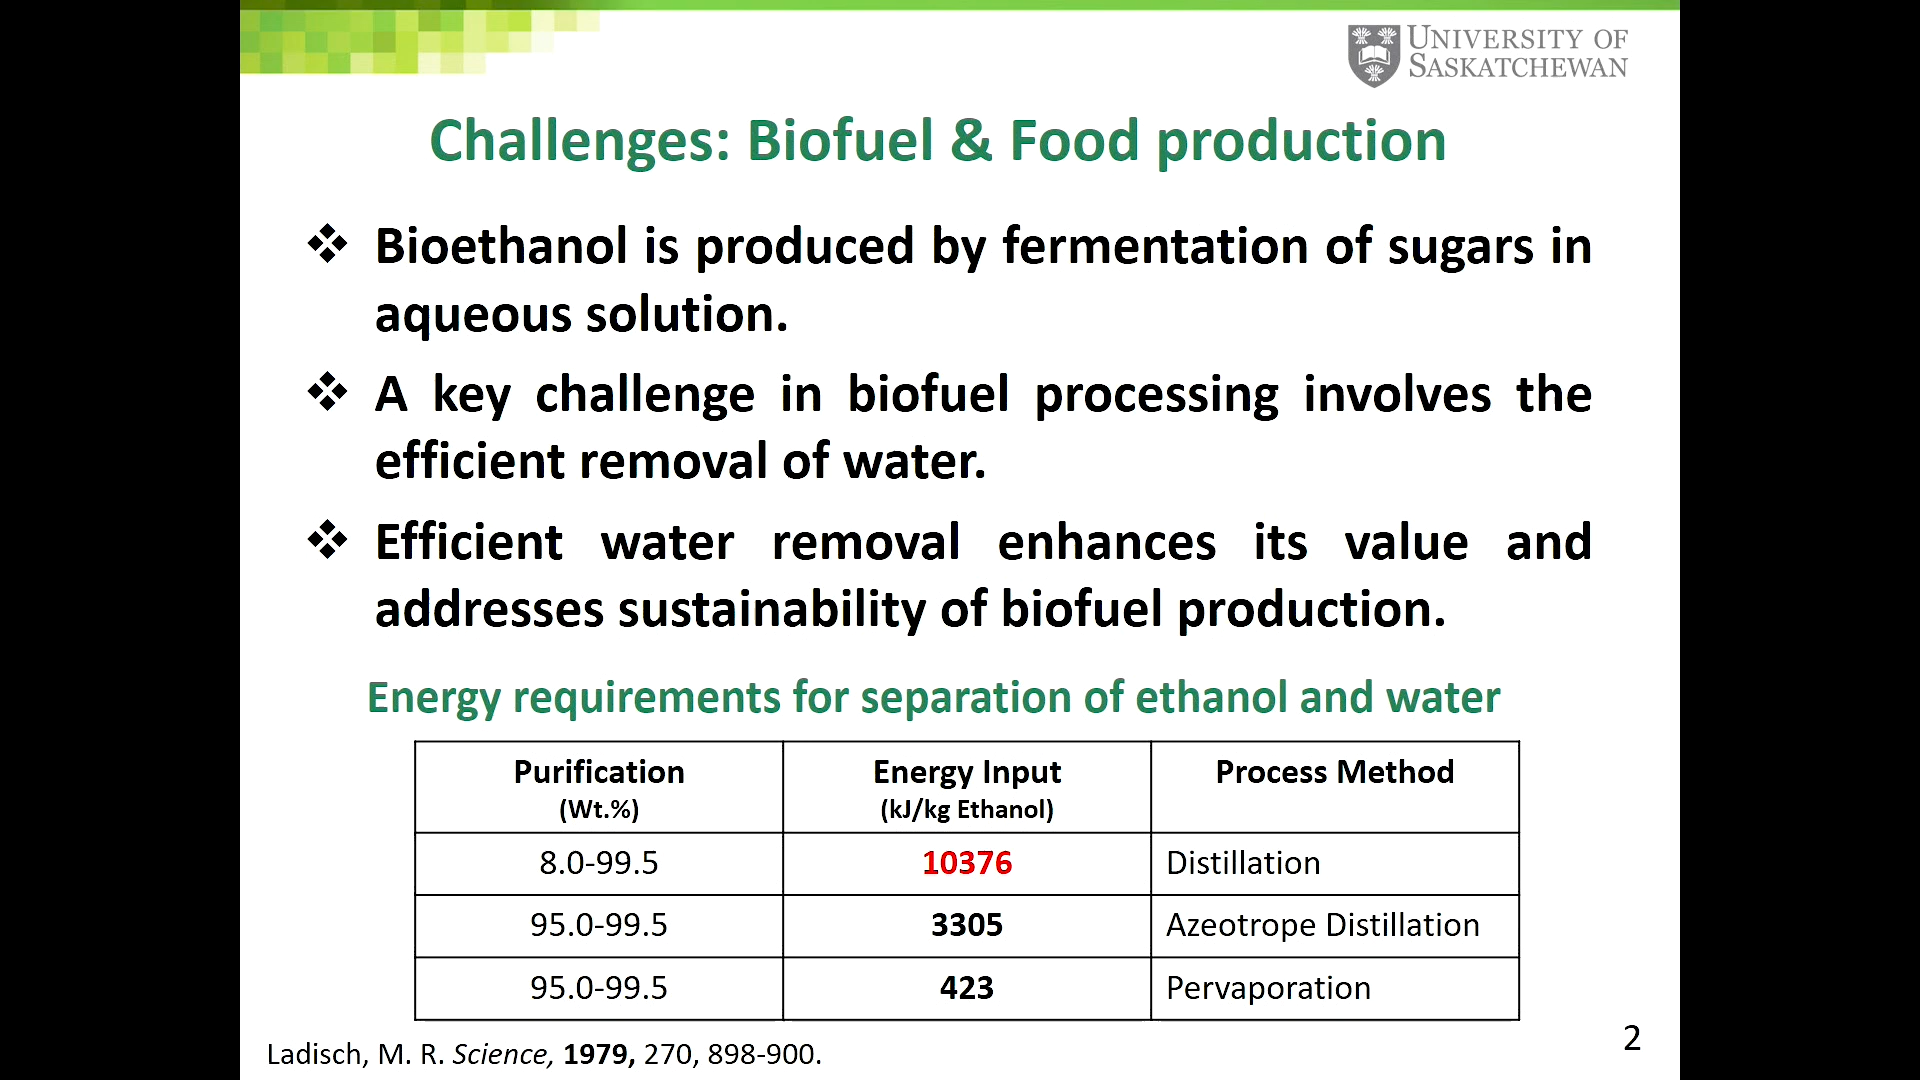 UNIVERSITY OF
SASKATCHEWAN
Challenges: Biofuel & Food production
❖ Bioethanol is produced by fermentation of sugars in
aqueous solution.
❖ A key challenge in biofuel processing involves the
efficient removal of water.
❖ Efficient water removal enhances its value and
addresses sustainability of biofuel production.
Energy requirements for separation of ethanol and water
Purification Energy Input Process Method
(Wt.%) (kJ/kg Ethanol)
8.0-99.5 10376 Distillation
95.0-99.5 3305 Azeotrope Distillation
95.0-99.5 423 Pervaporation
2
Ladisch, M. R. Science, 1979, 270, 898-900.